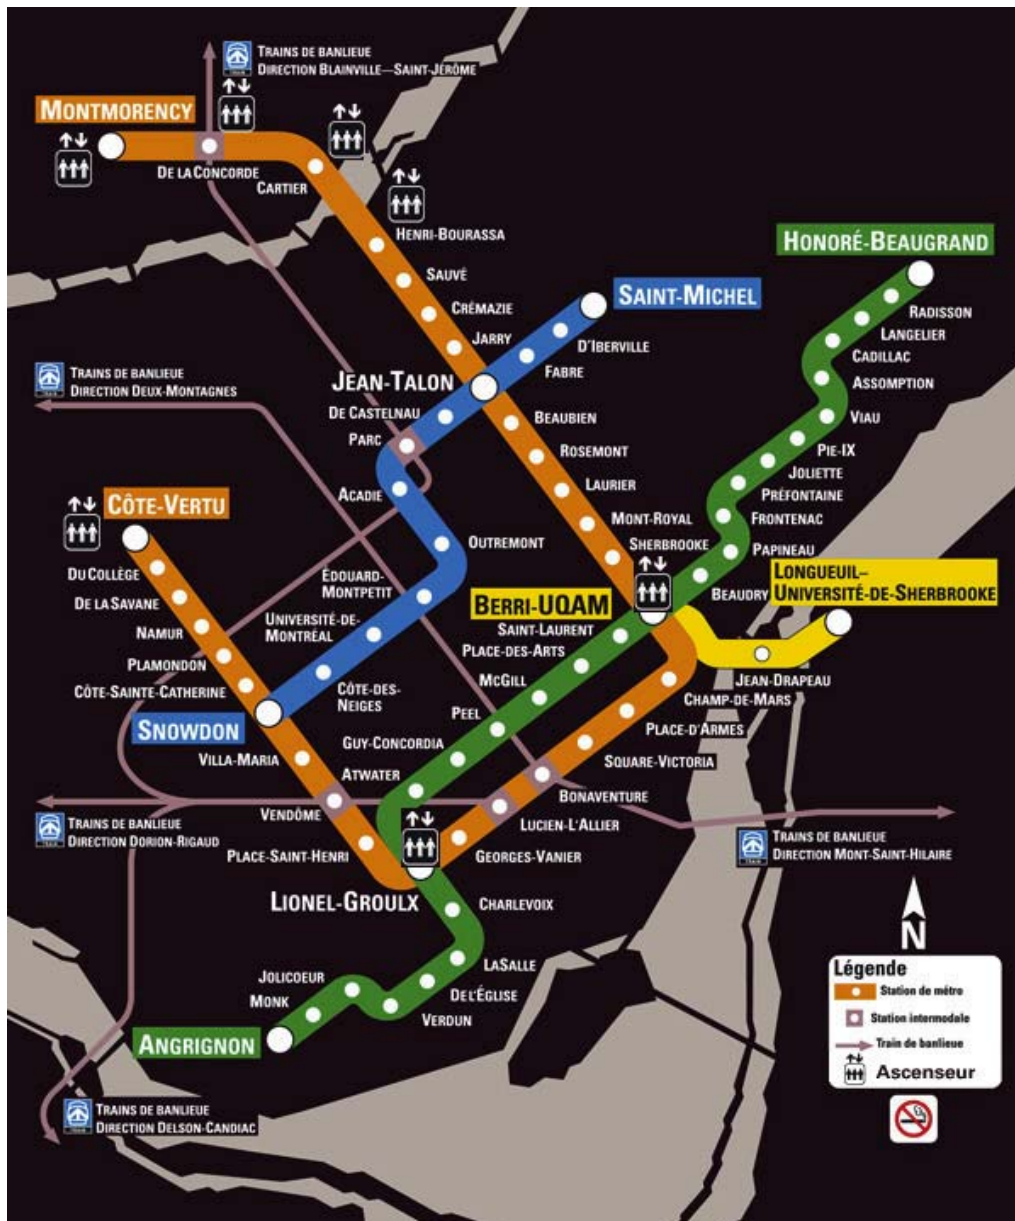 Trains de banlieue
Direction Blainville—Saint-Jérôme
Montmorency
De la Concorde
Cartier
Henri-Bourassa
Honoré-Beaugrand
Sauvé
Saint-Michel
Radisson
Crémazie
Langelier
Jarry
D'Iberville
Cadillac
Trains de banlieue
Direction Deux-Montagnes
Fabre
Jean-Talon
Assomption
De Castelnau
Beaubien
Viau
Parc
Rosemont
Pie-IX
Joliette
Acadie
Laurier
Préfontaine
Côte-Vertu
Mont-Royal
Frontenac
Outremont
Sherbrooke
Papineau
Du Collège
Édouard-
Montpetit
Longueuil–
Université-de-Sherbrooke
Beaudry
De la Savane
Berri-UQAM
Namur
Université-de-
Montréal
Saint-Laurent
Place-des-Arts
Plamondon
McGill
Jean-Drapeau
Côte-Sainte-Catherine
Côte-des-
Neiges
Champ-de-Mars
Peel
Snowdon
Place-d'Armes
Guy-Concordia
Villa-Maria
Square-Victoria
Atwater
Bonaventure
Vendôme
Lucien-L'Allier
Trains de banlieue
Direction Dorion-Rigaud
Trains de banlieue
Direction Mont-Saint-Hilaire
Place-Saint-Henri
Georges-Vanier
Lionel-Groulx
Charlevoix
N
LaSalle
Légende
Jolicoeur
Station de métro
De l'Église
Monk
Verdun
Station intermodale
Angrignon
Train de banlieue
Ascenseur
Trains de banlieue
Direction Delson-Candiac